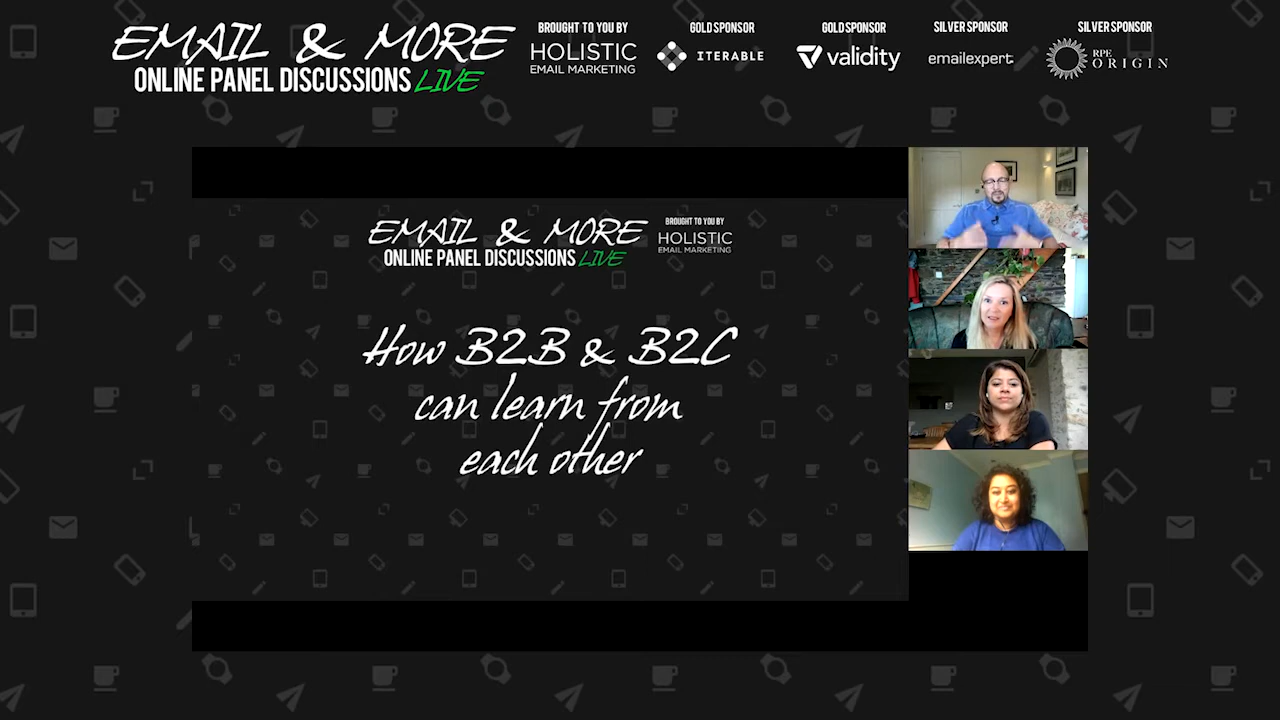 EMAIL & MORE
ONLINE PANEL DISCUSSIONS LIVE
BROUGHT TO YOU BY
HOLISTIC
EMAIL MARKETING
GOLD SPONSOR
ITERABLE
GOLD SPONSOR
validity
SILVER SPONSOR
emailexpert
SILVER SPONSOR
RPE
ORIGIN
EMAIL & MORE
ONLINE PANEL DISCUSSIONS LIVE
BROUGHT TO YOU BY
HOLISTIC
EMAIL MARKETING
How B2B & B2C
can learn from
each other